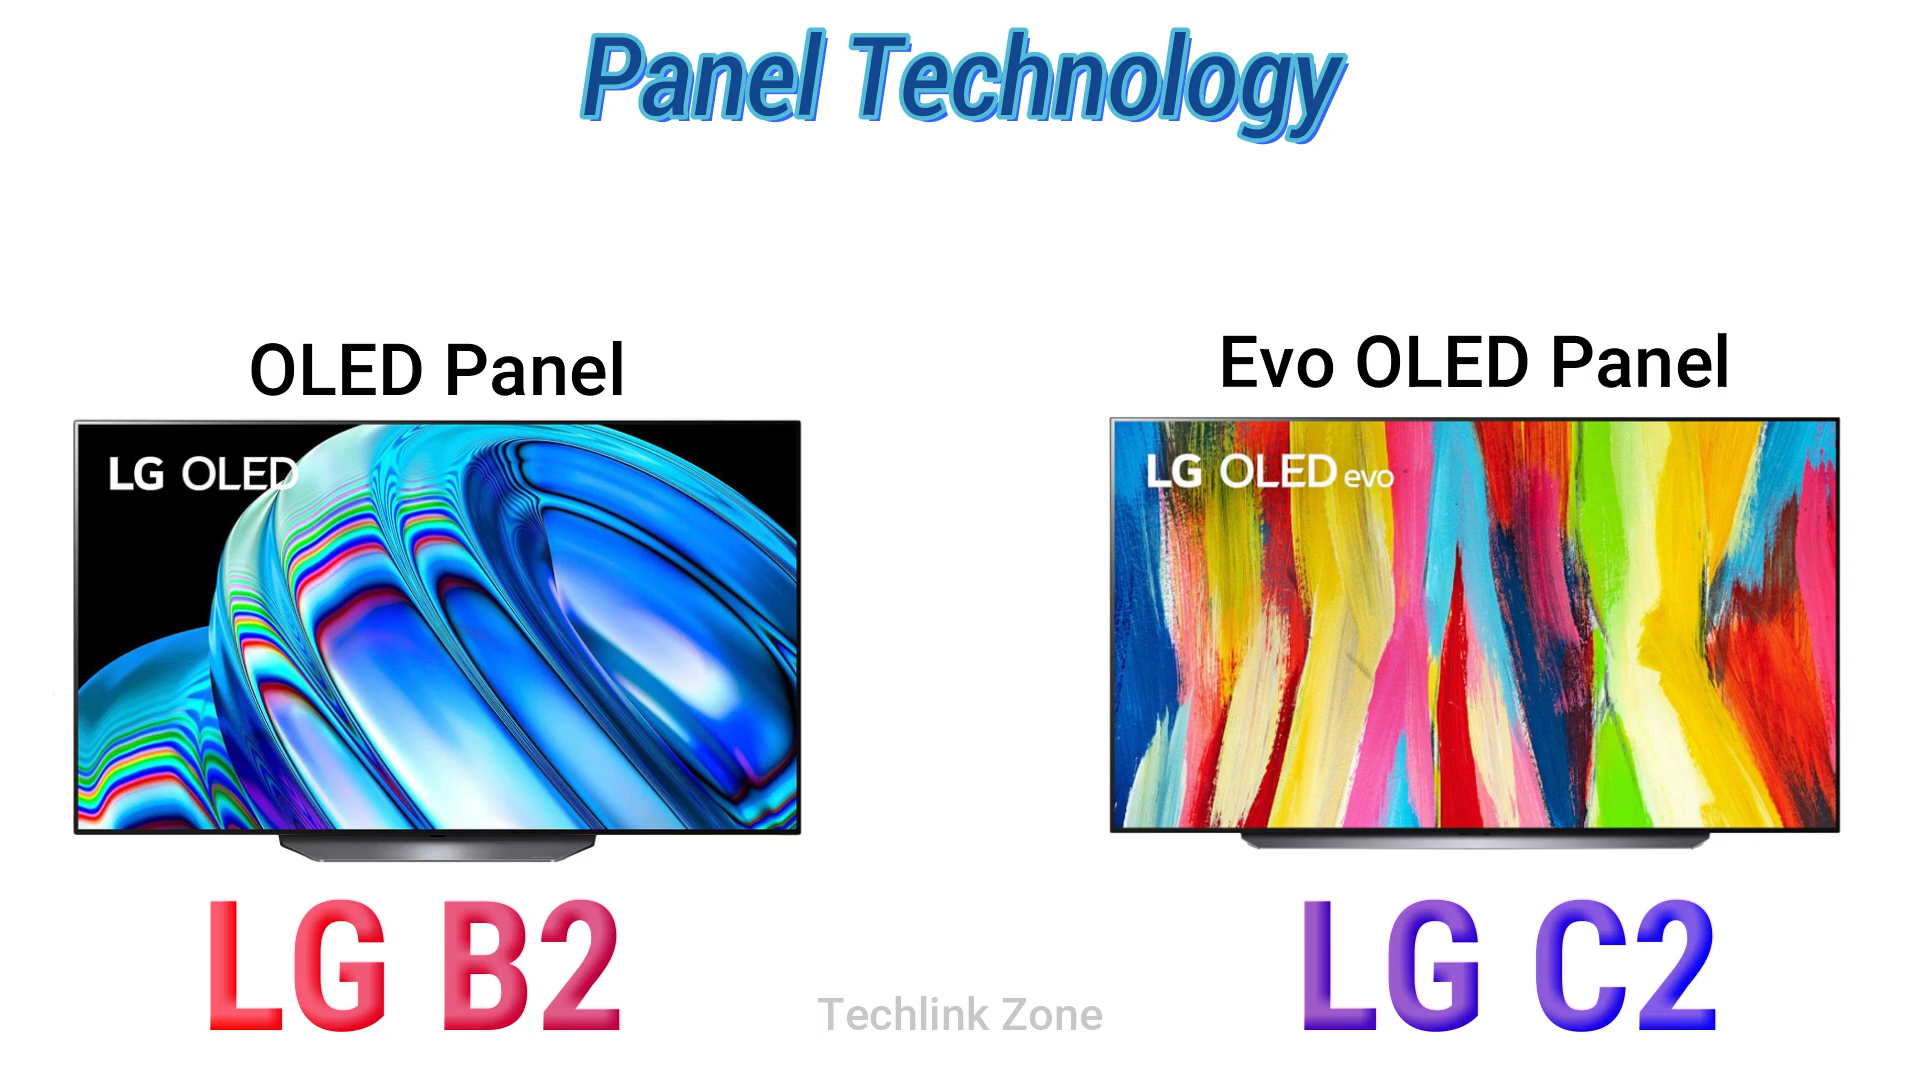 Panel Technology
OLED Panel
LG OLED
LG B2
Evo OLED Panel
LG OLED evo
LG C2
Techlink Zone